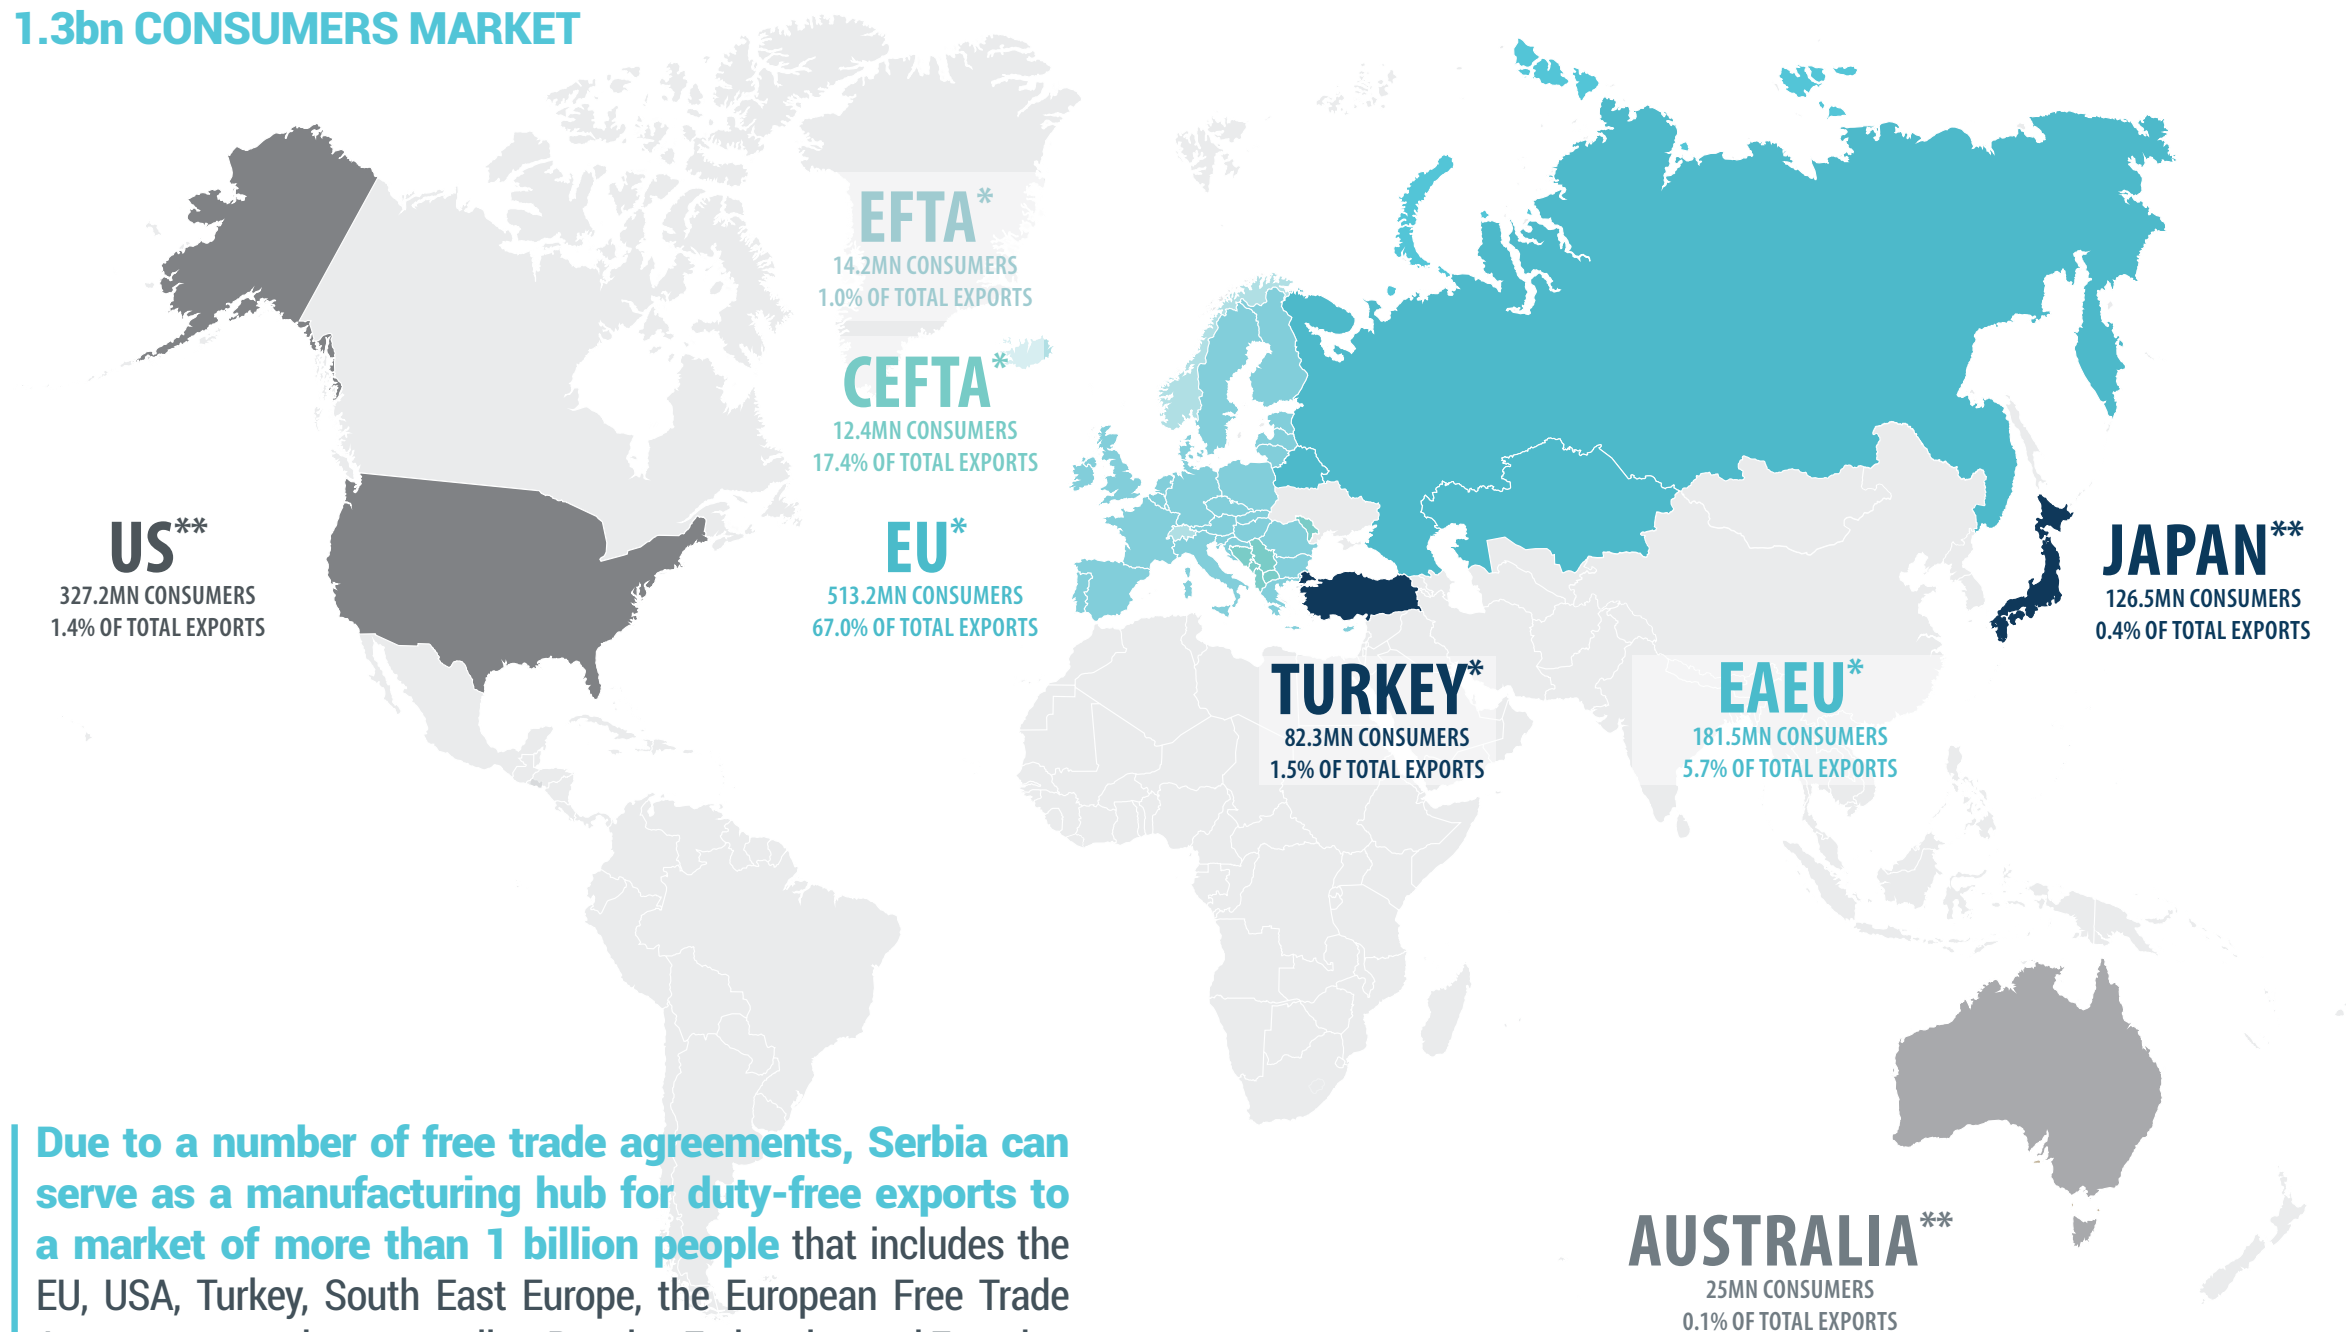 1.3bn CONSUMERS MARKET
EFTA*
14.2MN CONSUMERS
1.0% OF TOTAL EXPORTS
CEFTA*
12.4MN CONSUMERS
17.4% OF TOTAL EXPORTS
US**
327.2MN CONSUMERS
1.4% OF TOTAL EXPORTS
EU*
513.2MN CONSUMERS
67.0% OF TOTAL EXPORTS
JAPAN**
126.5MN CONSUMERS
0.4% OF TOTAL EXPORTS
TURKEY*
82.3MN CONSUMERS
1.5% OF TOTAL EXPORTS
EAEU*
181.5MN CONSUMERS
5.7% OF TOTAL EXPORTS
AUSTRALIA**
25MN CONSUMERS
0.1% OF TOTAL EXPORTS
Due to a number of free trade agreements, Serbia can
serve as a manufacturing hub for duty-free exports to
a market of more than 1 billion people that includes the
EU, USA, Turkey, South East Europe, the European Free Trade